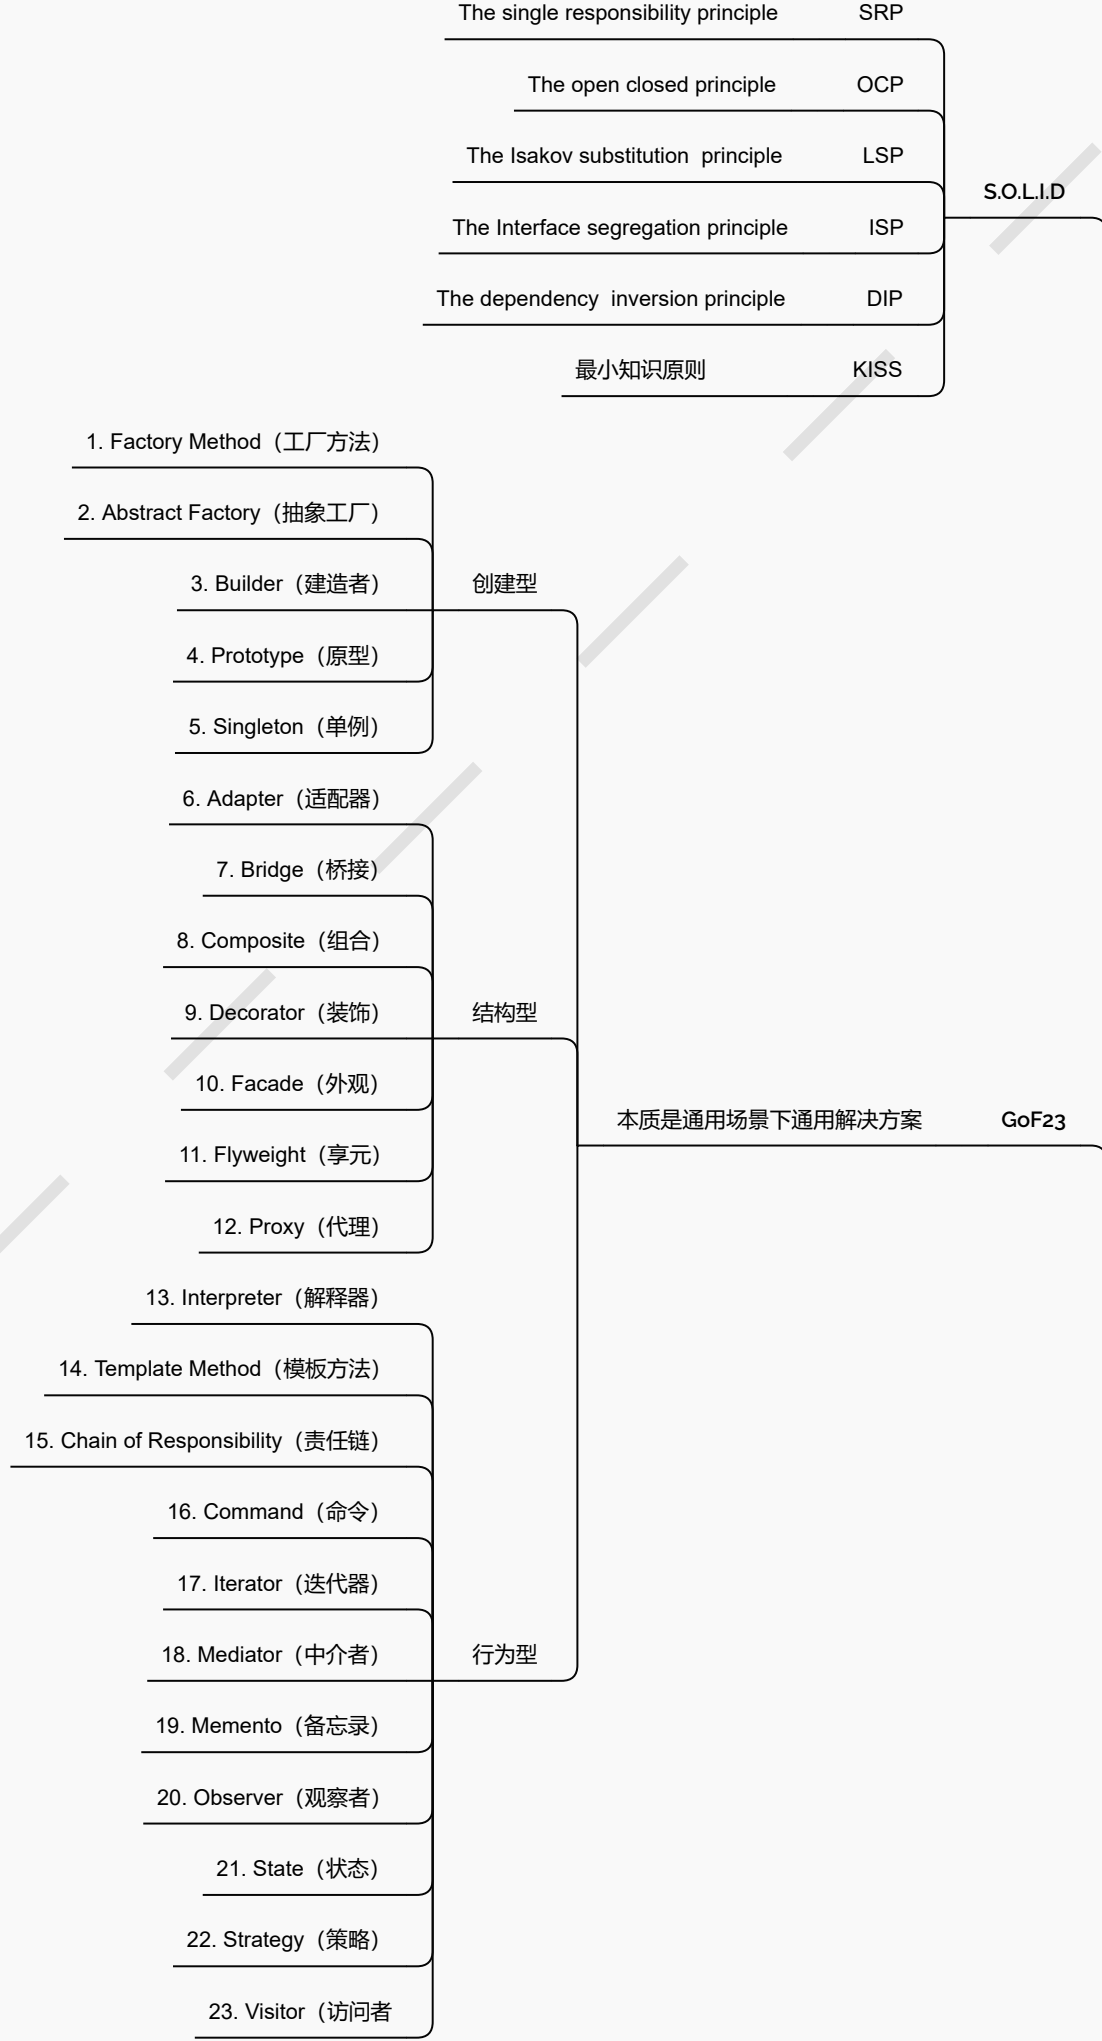 The single responsibility principle SRP
The open closed principle OCP
The Isakov substitution  principle LSP
S.O.L.I.D
The Interface segregation principle ISP
The dependency  inversion principle DIP
最小知识原则 KISS
1. Factory Method（工厂方法）
2. Abstract Factory（抽象工厂）
3. Builder（建造者） 创建型
4. Prototype（原型）
5. Singleton（单例）
6. Adapter（适配器）
7. Bridge（桥接）
8. Composite（组合）
9. Decorator（装饰） 结构型
10. Facade（外观）
本质是通用场景下通用解决方案 GoF23
11. Flyweight（享元）
12. Proxy（代理）
13. Interpreter（解释器）
14. Template Method（模板方法）
15. Chain of Responsibility（责任链）
16. Command（命令）
17. Iterator（迭代器）
18. Mediator（中介者） 行为型
19. Memento（备忘录）
20. Observer（观察者）
21. State（状态）
22. Strategy（策略）
23. Visitor（访问者